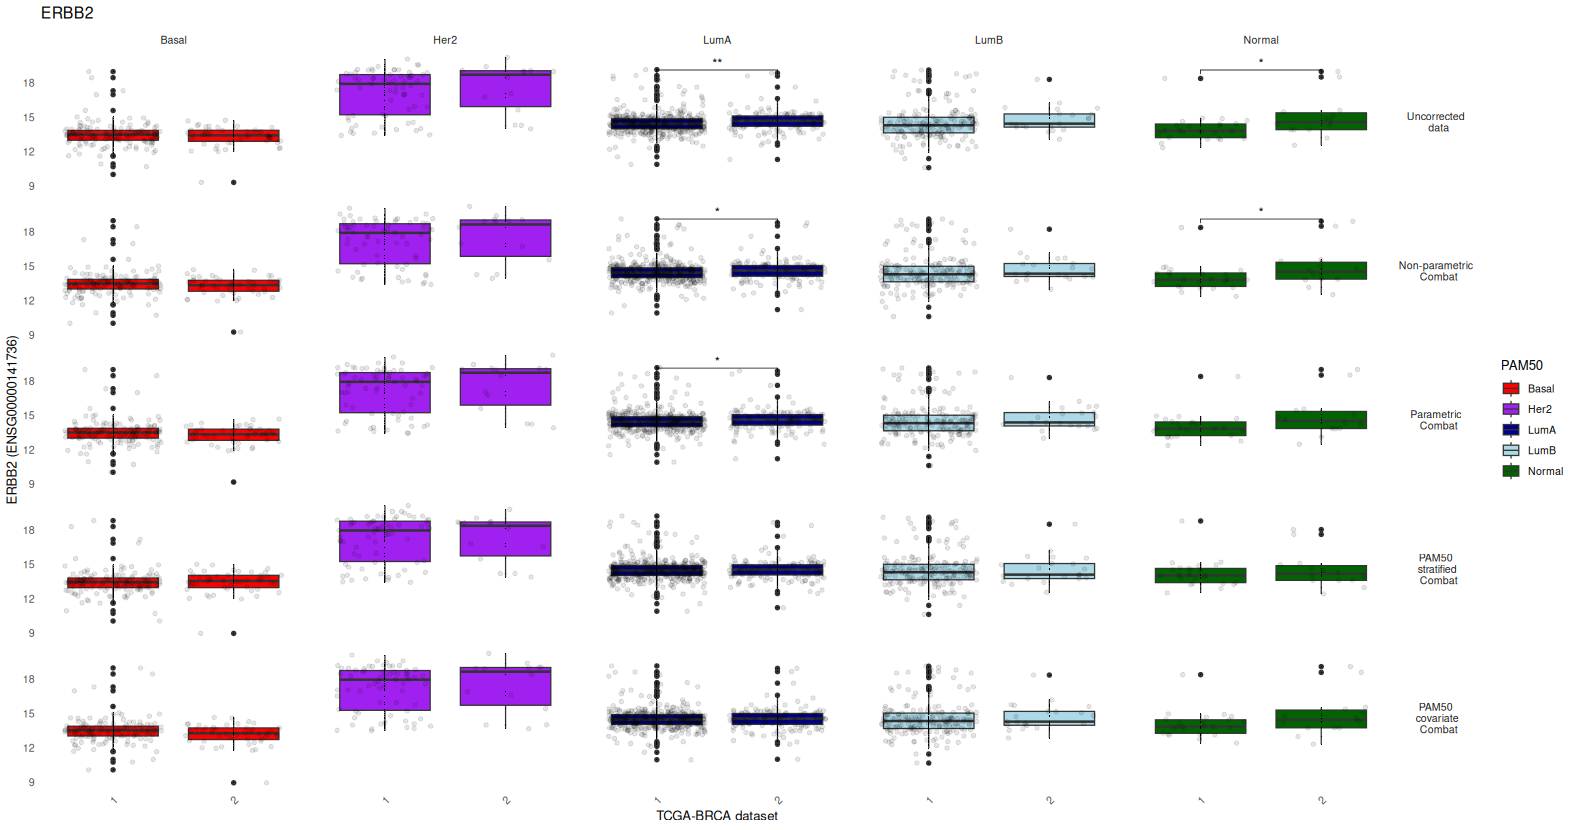 ERBB2
Basal
Her2
LumA
LumB
Normal
ERBB2 (ENSG00000141736)
18
15
12
9
**
*
Uncorrected
data
18
15
12
9
*
*
Non-parametric
Combat
18
15
12
9
*
Parametric
Combat
18
15
12
9
PAM50
stratified
Combat
18
15
12
9
PAM50
covariate
Combat
1
2
1
2
1
2
1
2
1
2
TCGA-BRCA dataset
PAM50
Basal
Her2
LumA
LumB
Normal